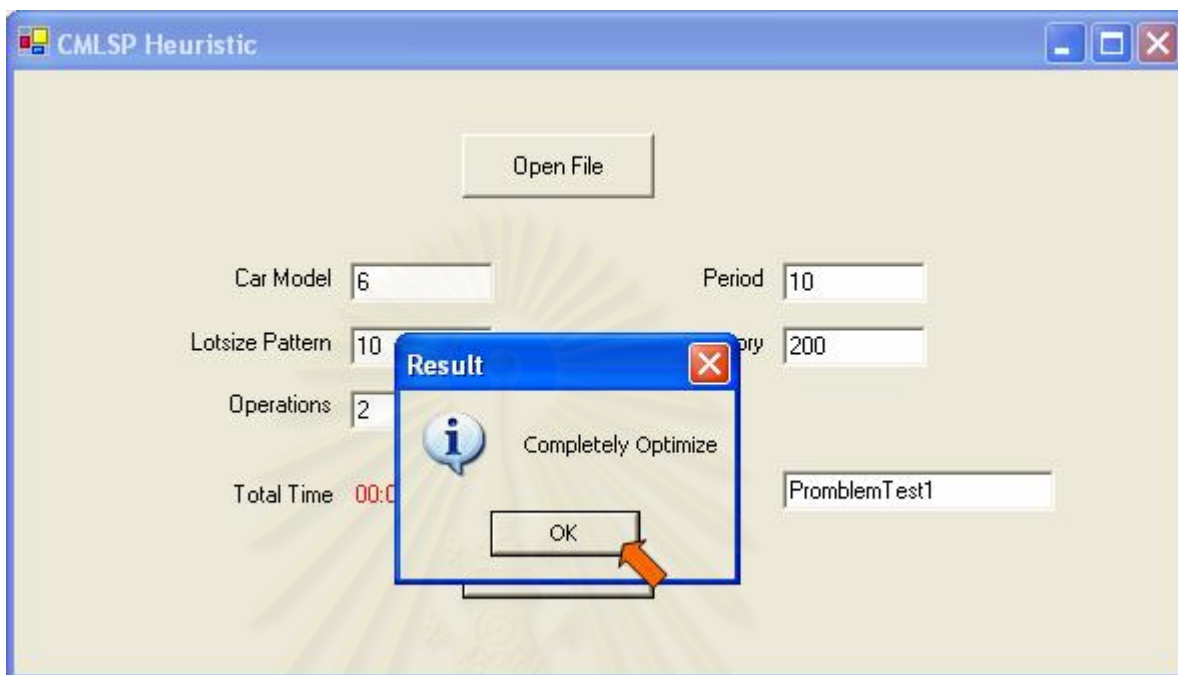 CMLSP Heuristic
Open File
Car Model 6 Period 10
Lotsize Pattern 10 200
Result
Operations 2
Completely Optimize
Total Time PromblemTest1
OK